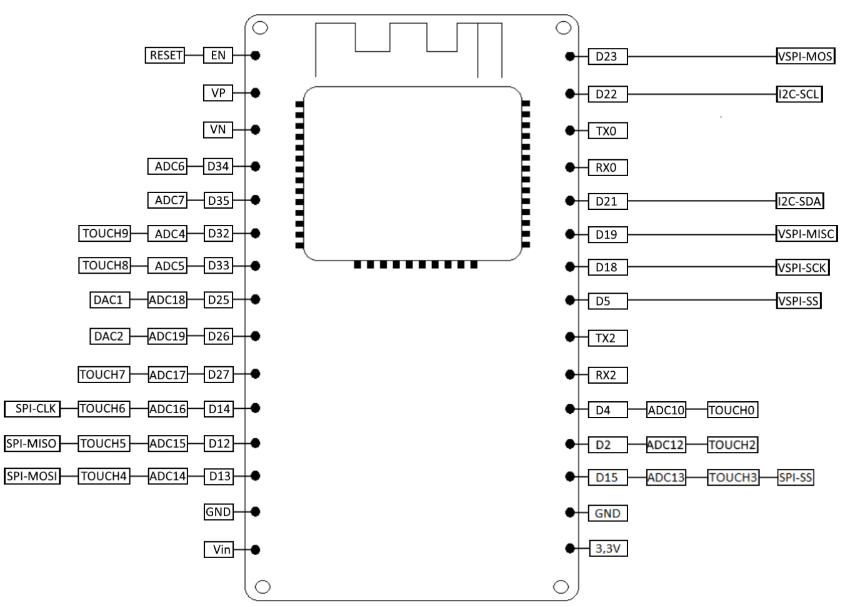 RESET EN
VP
VN
ADC6 D34
ADC7 D35
TOUCH9 ADC4 D32
TOUCH8 ADC5 D33
DAC1 ADC18 D25
DAC2 ADC19 D26
TOUCH7 ADC17 D27
SPI-CLK TOUCH6 ADC16 D14
SPI-MISO TOUCH5 ADC15 D12
SPI-MOSI TOUCH4 ADC14 D13
GND
Vin
D23 VSPI-MOS
D22 I2C-SCL
TX0
RX0
D21 I2C-SDA
D19 VSPI-MISC
D18 VSPI-SCK
D5 VSPI-SS
TX2
RX2
D4 ADC10 TOUCH0
D2 ADC12 TOUCH2
D15 ADC13 TOUCH3 SPI-SS
GND
3,3V